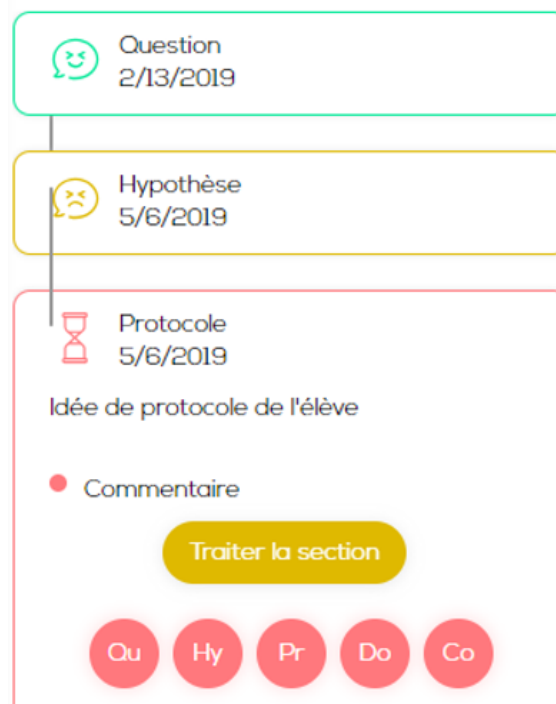 Question
2/13/2019
Hypothèse
5/6/2019
Protocole
5/6/2019
Idée de protocole de l'élève
Commentaire
Traiter la section
Qu Hy Pr Do Co